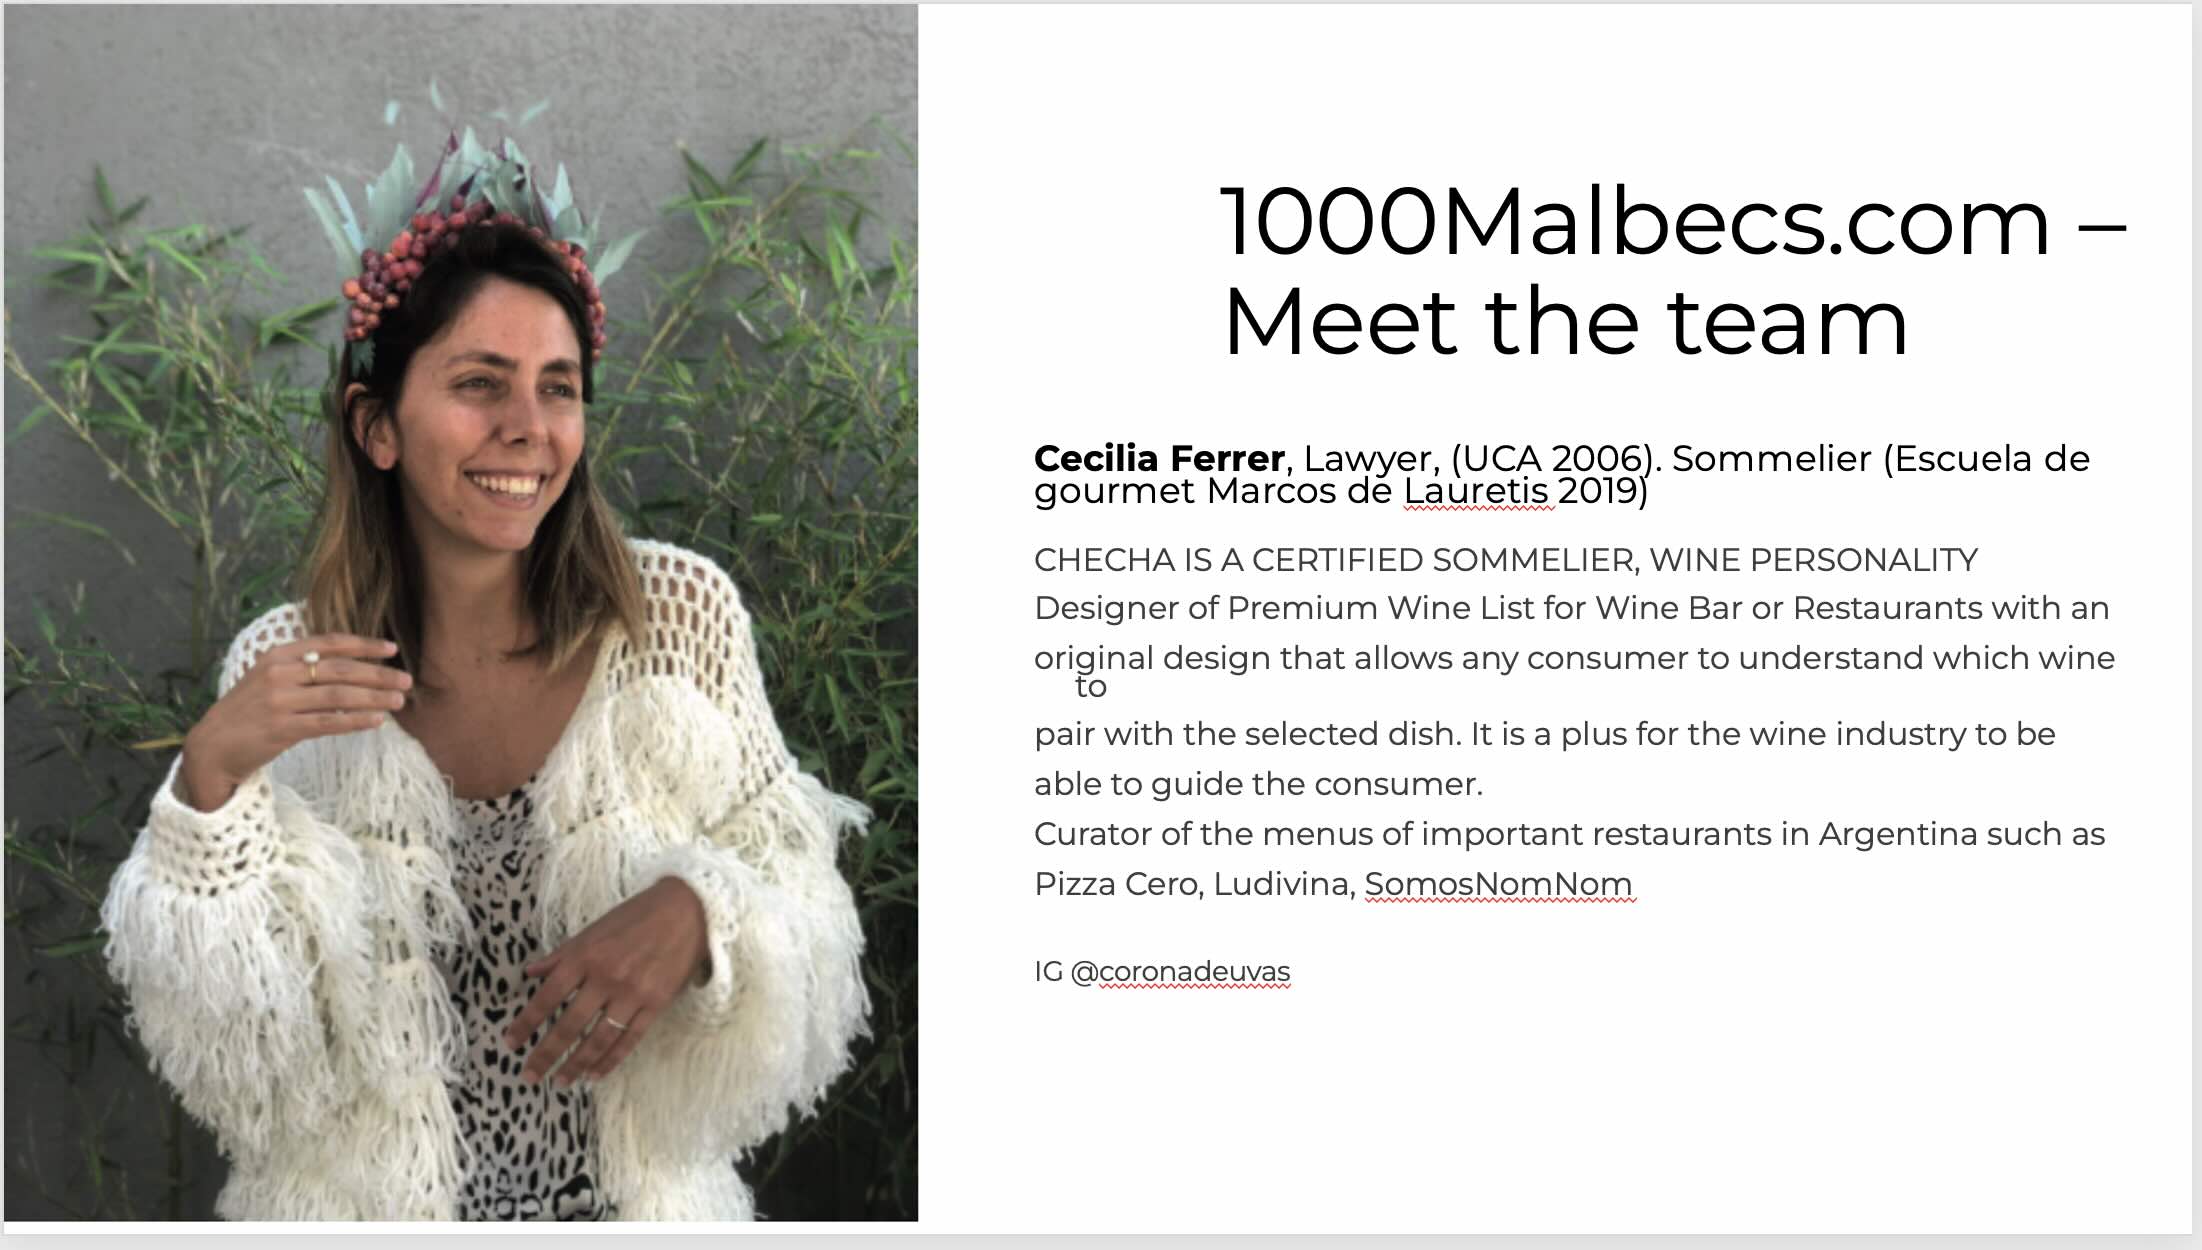 1000Malbecs.com –
Meet the team
Cecilia Ferrer, Lawyer, (UCA 2006). Sommelier (Escuela de
gourmet Marcos de Lauretis 2019)
CHECHA IS A CERTIFIED SOMMELIER, WINE PERSONALITY
Designer of Premium Wine List for Wine Bar or Restaurants with an
original design that allows any consumer to understand which wine
to
pair with the selected dish. It is a plus for the wine industry to be
able to guide the consumer.
Curator of the menus of important restaurants in Argentina such as
Pizza Cero, Ludivina, SomosNomNom
IG @coronadeuvas